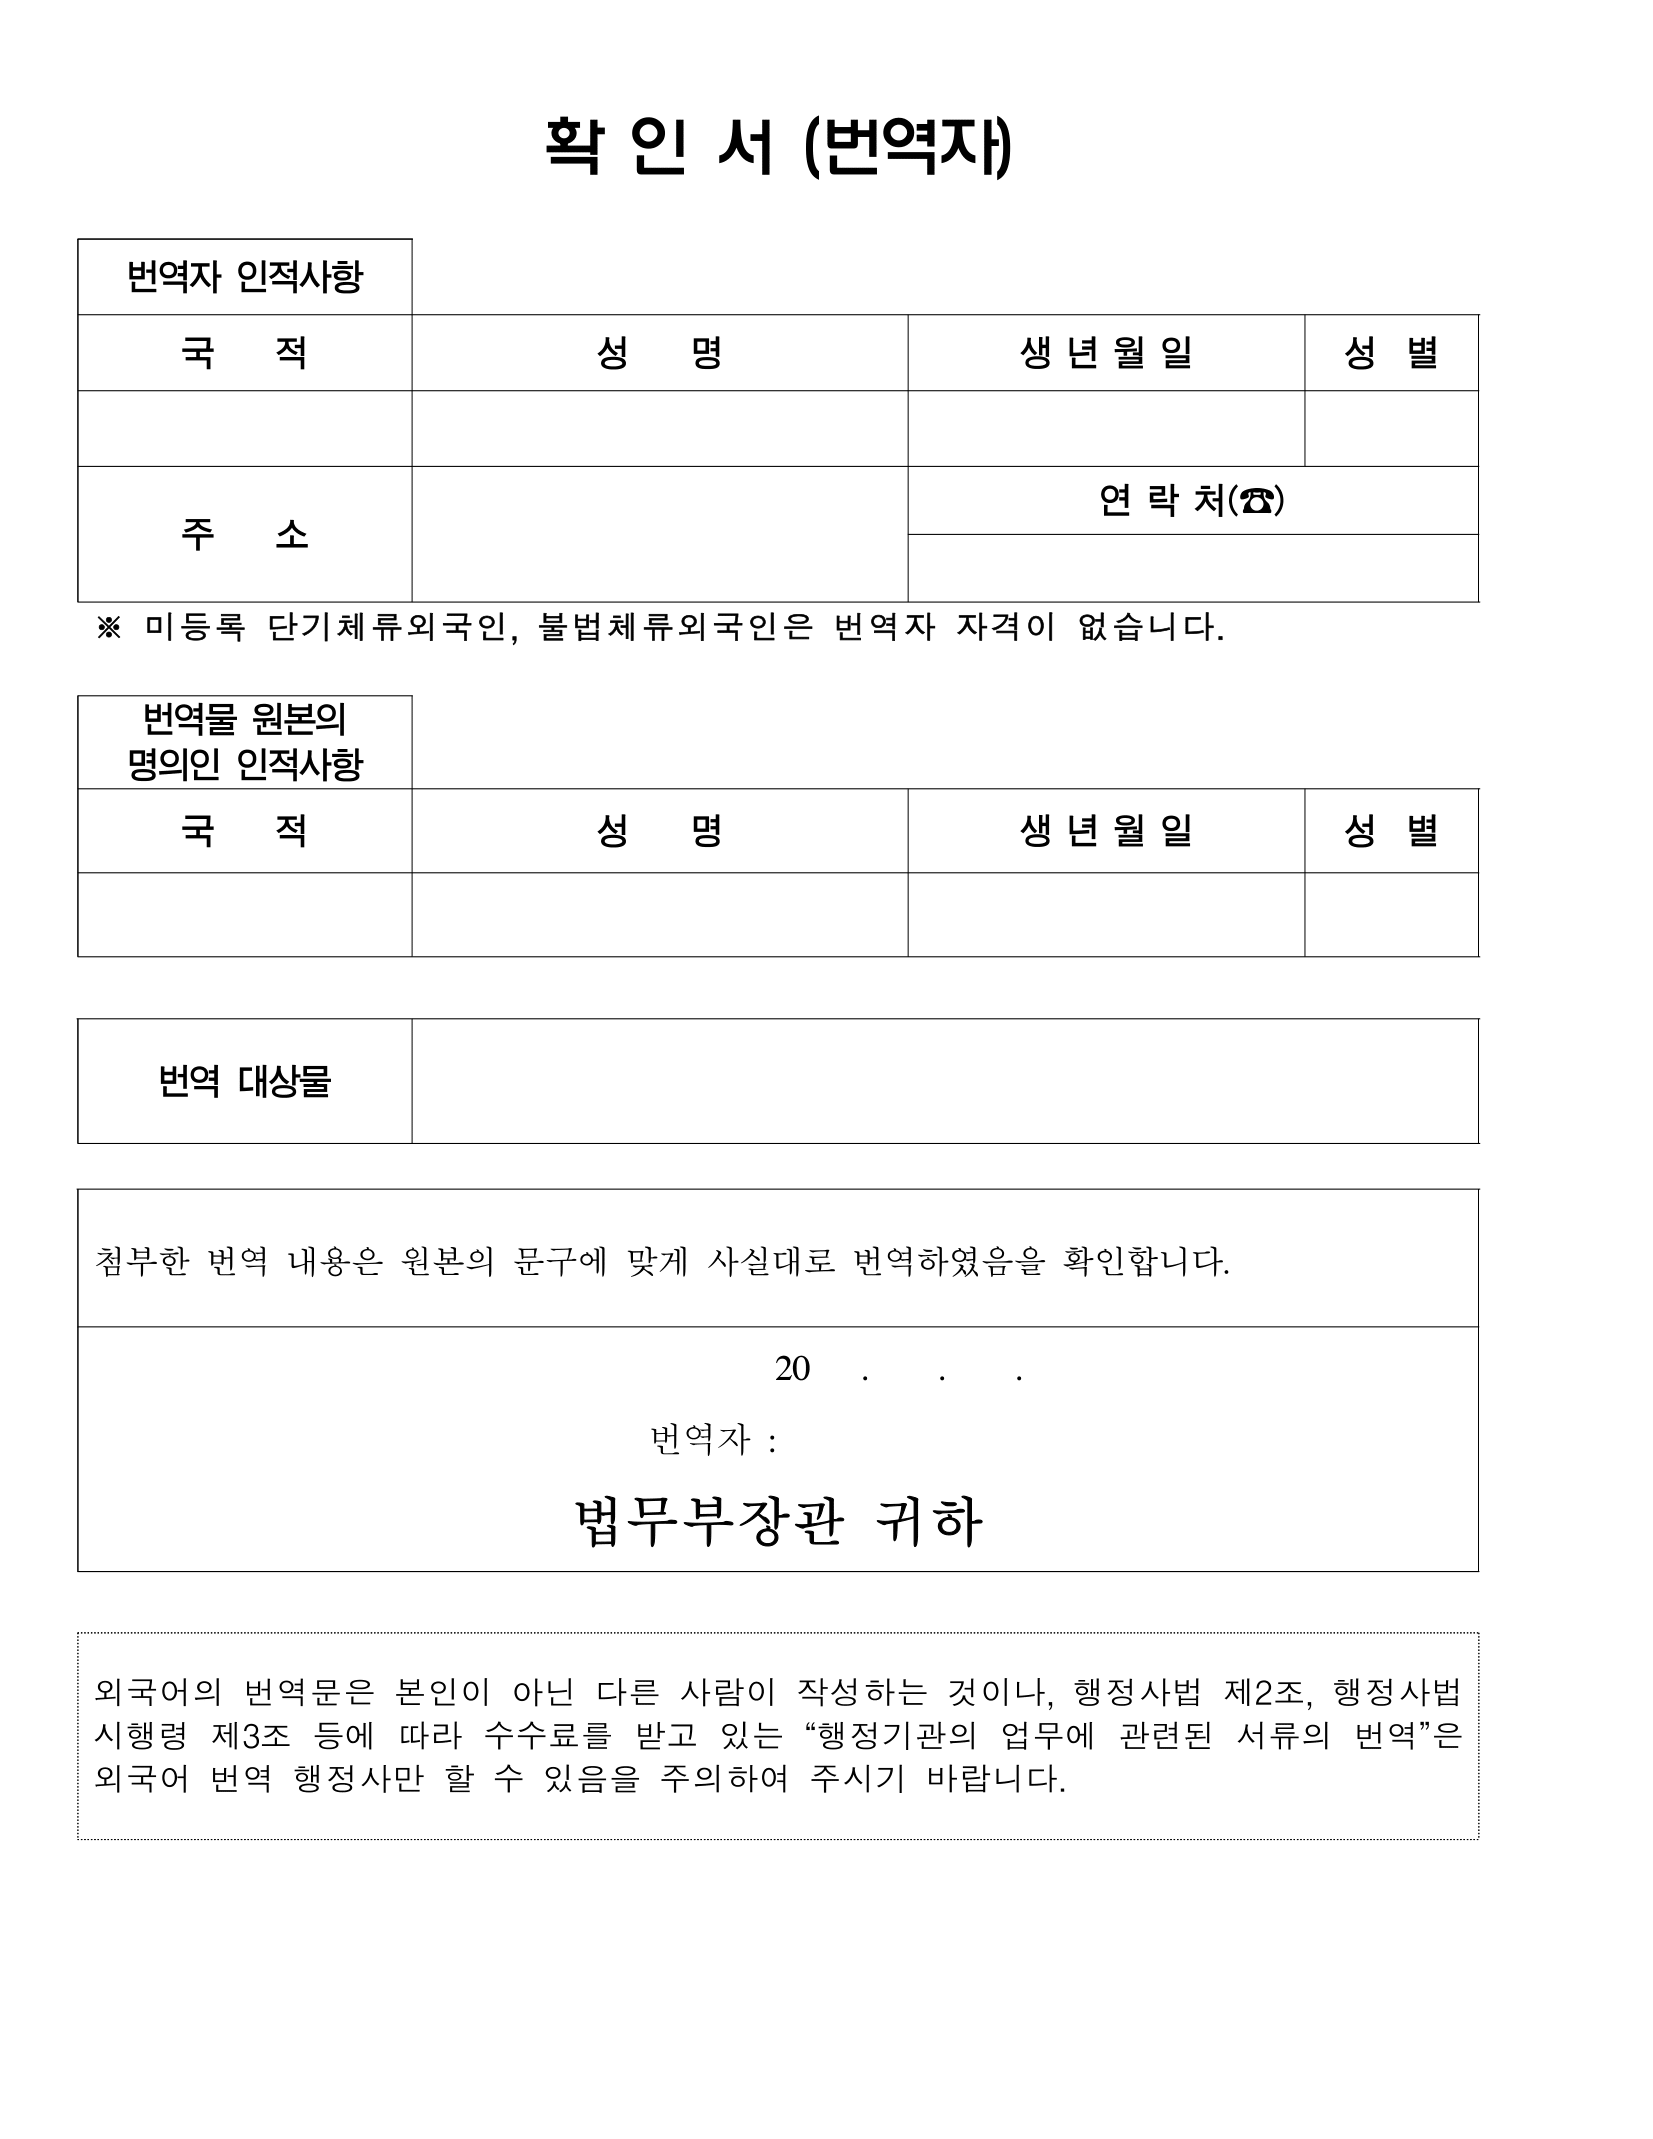 확 인 서 (번역자)
번역자 인적사항
국 적 성 명 생 년 월 일 성 별
주 소 연 락 처(☎)
※ 미등록 단기체류외국인, 불법체류외국인은 번역자 자격이 없습니다.
번역물 원본의
명의인 인적사항
국 적 성 명 생 년 월 일 성 별
번역 대상물
첨부한 번역 내용은 원본의 문구에 맞게 사실대로 번역하였음을 확인합니다.
20 . . .
번역자 :
법무부장관 귀하
외국어의 번역문은 본인이 아닌 다른 사람이 작성하는 것이나, 행정사법 제2조, 행정사법
시행령 제3조 등에 따라 수수료를 받고 있는 “행정기관의 업무에 관련된 서류의 번역”은
외국어 번역 행정사만 할 수 있음을 주의하여 주시기 바랍니다.